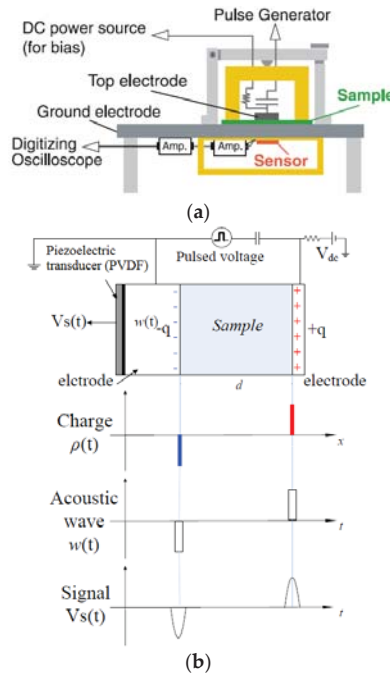 DC power source
(for bias)
Pulse Generator
Top electrode
Sample
Ground electrode
Digitizing
Oscilloscope
Amp.
Amp.
Sensor
(a)
Piezoelectric
transducer (PVDF)
Pulsed voltage
Vdc
Vs(t)
w(t)
-q
Sample
+q
elctrode
d
electrode
Charge
ρ(t)
x
Acoustic
wave
w(t)
t
Signal
Vs(t)
t
(b)